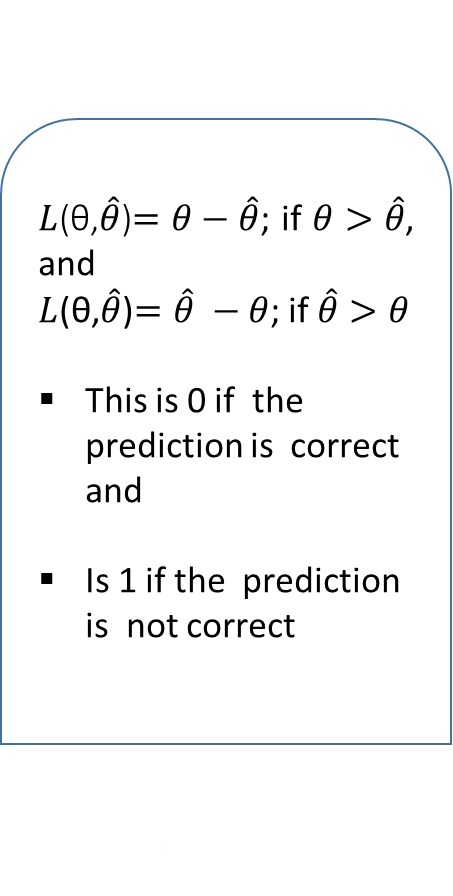 L(θ,θ̂)= θ − θ̂; if θ > θ̂,
and
L(θ,θ̂)= θ̂ − θ; if θ̂ > θ
▪ This is 0 if the
prediction is correct
and
▪ Is 1 if the prediction
is not correct